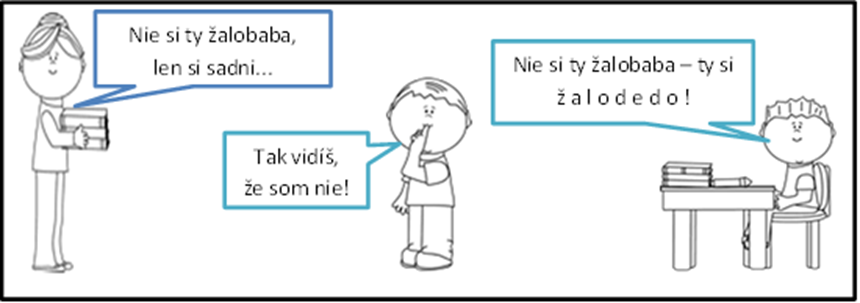 Nie si ty žalobaba,
len si sadni...
Tak vidíš,
že som nie!
Nie si ty žalobaba – ty si
ž a l o d e d o !